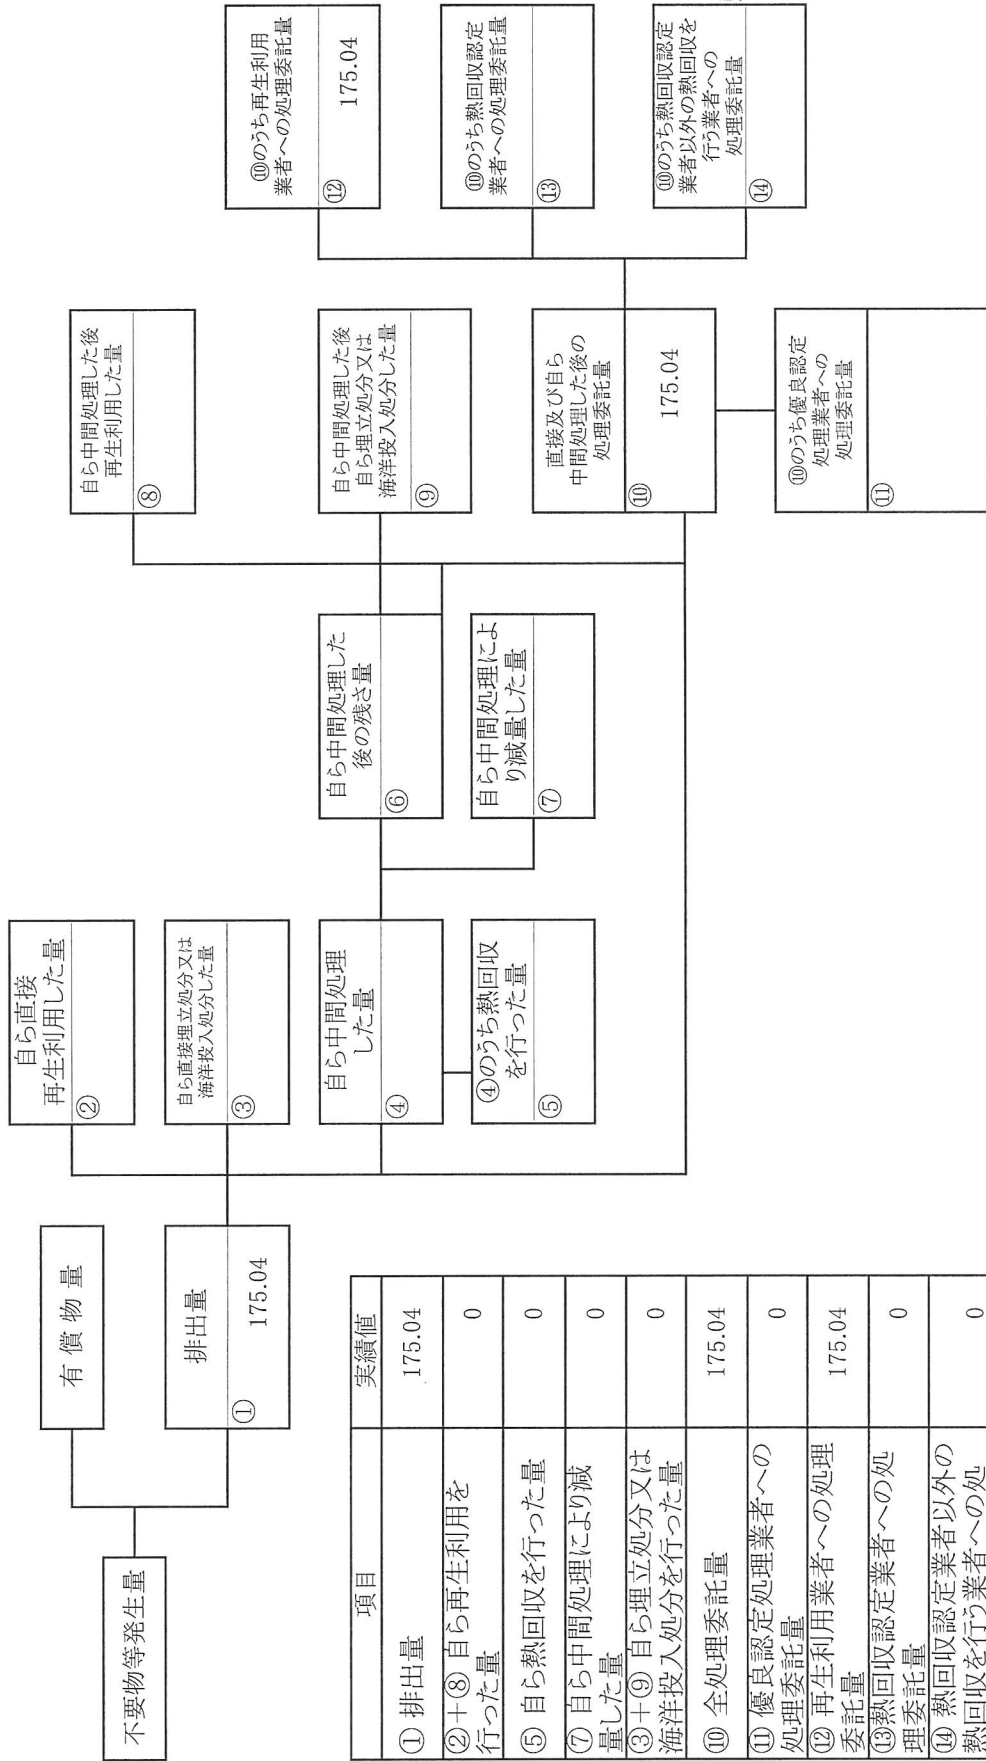 不要物等発生量
有償物量
排出量
①
175.04
自ら直接
再生利用した量
②
自ら直接埋立処分又は
海洋投入処分した量
③
自ら中間処理
した量
④
④のうち熱回収
を行った量
⑤
自ら中間処理した
後の残さ量
⑥
自ら中間処理によ
り減量した量
⑦
自ら中間処理した後
再生利用した量
⑧
自ら中間処理した後
自ら埋立処分又は
海洋投入処分した量
⑨
直接及び自ら
中間処理した後の
処理委託量
⑩
175.04
⑩のうち優良認定
処理業者への
処理委託量
⑪
⑩のうち再生利用
業者への処理委託量
⑫
175.04
⑩のうち熱回収認定
業者への処理委託量
⑬
⑩のうち熱回収認定
業者以外の熱回収を
行う業者への
処理委託量
⑭
項目 実績値
① 排出量 175.04
②+⑧ 自ら再生利用を
行った量 0
⑤ 自ら熱回収を行った量 0
⑦ 自ら中間処理により減
量した量 0
③+⑨ 自ら埋立処分又は
海洋投入処分を行った量 0
⑩ 全処理委託量 175.04
⑪ 優良認定処理業者への
処理委託量 0
⑫ 再生利用業者への処理
委託量 175.04
⑬熱回収認定業者への処
理委託量 0
⑭ 熱回収認定業者以外の
熱回収を行う業者への処 0